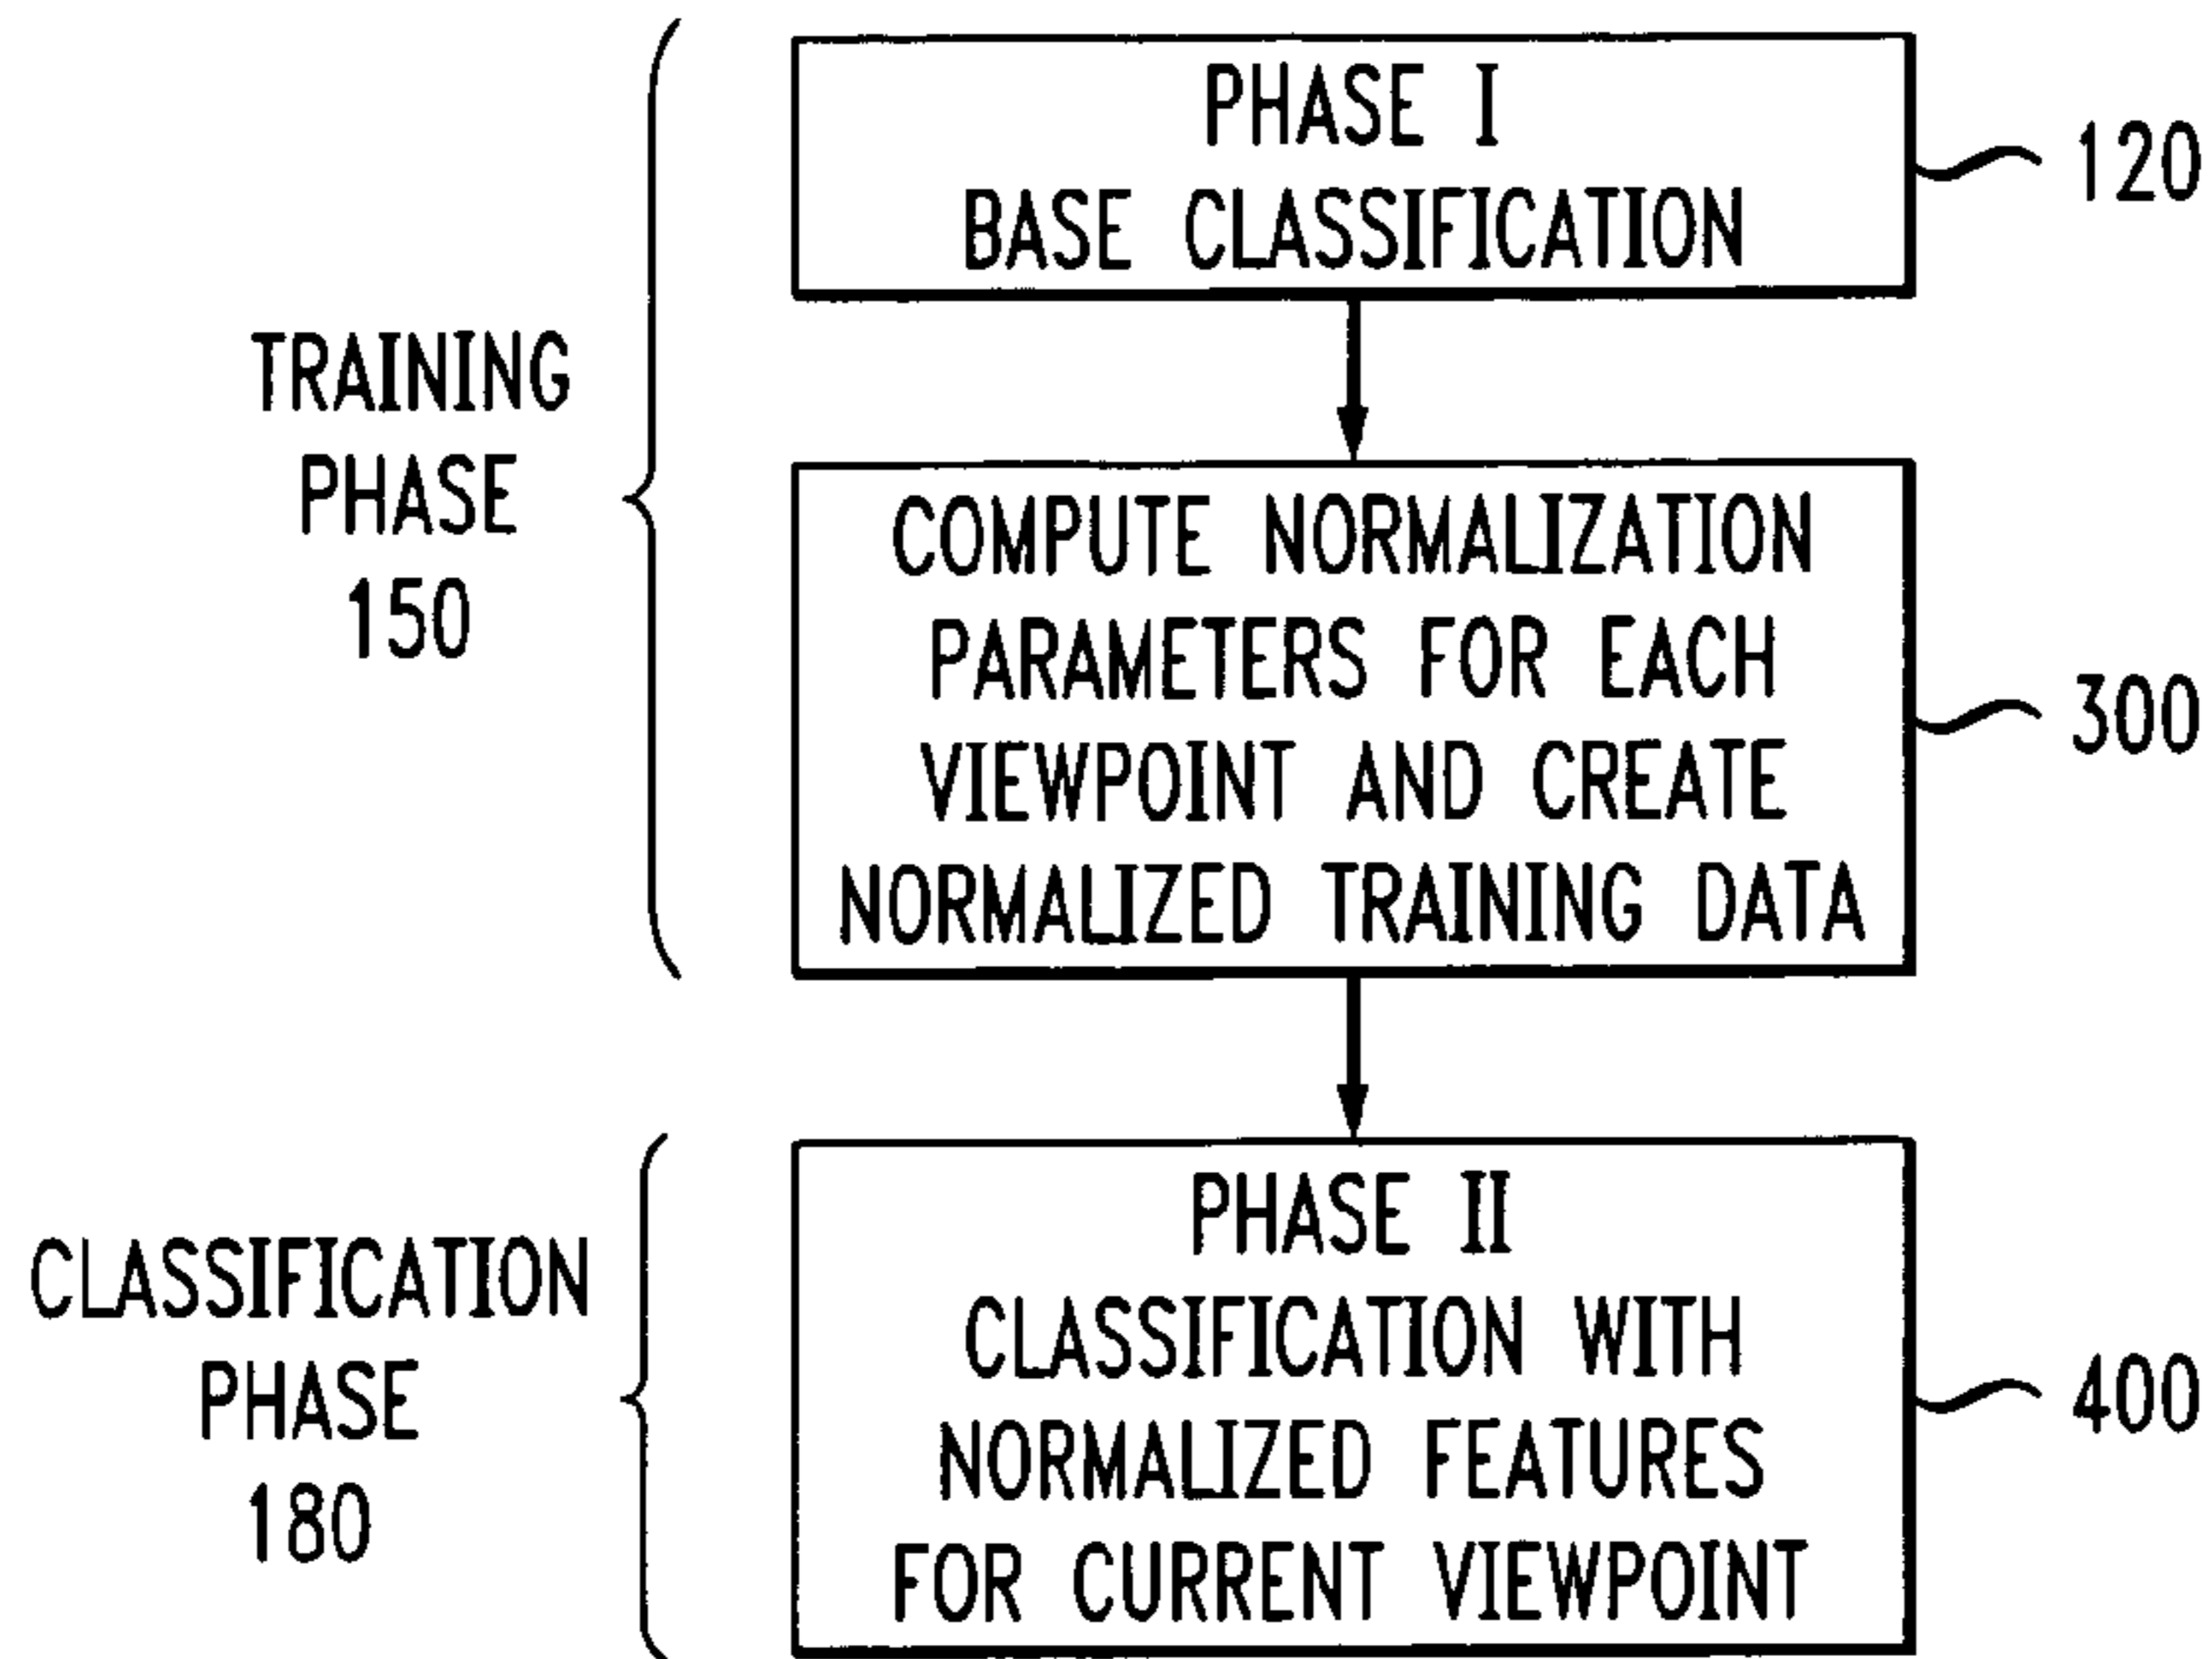 PHASE I
BASE CLASSIFICATION
120
TRAINING
PHASE
150
COMPUTE NORMALIZATION
PARAMETERS FOR EACH
VIEWPOINT AND CREATE
NORMALIZED TRAINING DATA
300
CLASSIFICATION
PHASE
180
PHASE II
CLASSIFICATION WITH
NORMALIZED FEATURES
FOR CURRENT VIEWPOINT
400